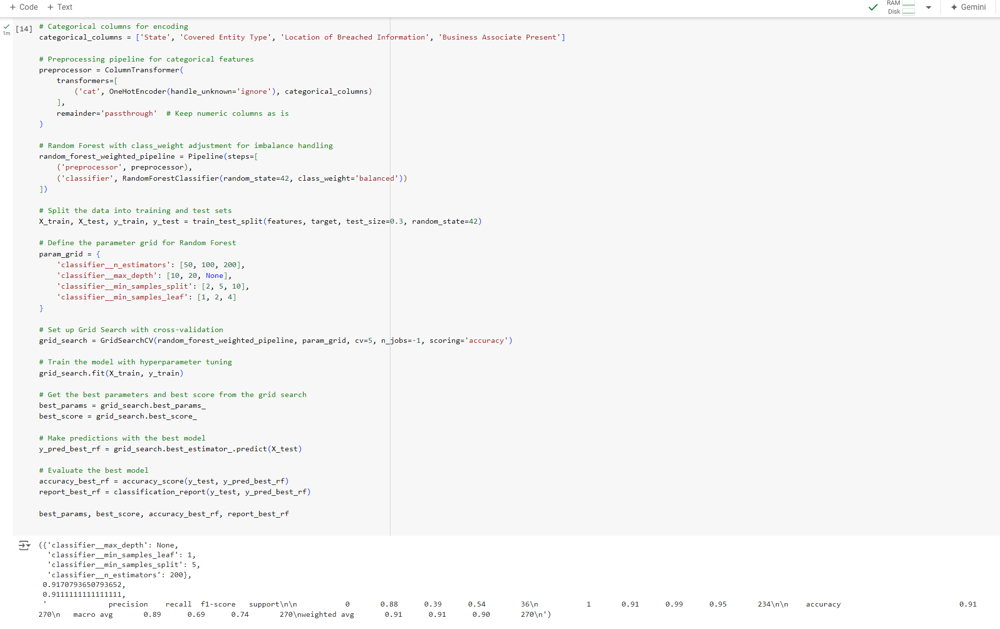 + Code + Text
RAM
Disk
Gemini
1m
[14] # Categorical columns for encoding
categorical_columns = ['State', 'Covered Entity Type', 'Location of Breached Information', 'Business Associate Present']
# Preprocessing pipeline for categorical features
preprocessor = ColumnTransformer(
    transformers=[
        ('cat', OneHotEncoder(handle_unknown='ignore'), categorical_columns)
    ],
    remainder='passthrough'  # Keep numeric columns as is
)
# Random Forest with class_weight adjustment for imbalance handling
random_forest_weighted_pipeline = Pipeline(steps=[
    ('preprocessor', preprocessor),
    ('classifier', RandomForestClassifier(random_state=42, class_weight='balanced'))
])
# Split the data into training and test sets
X_train, X_test, y_train, y_test = train_test_split(features, target, test_size=0.3, random_state=42)
# Define the parameter grid for Random Forest
param_grid = {
    'classifier__n_estimators': [50, 100, 200],
    'classifier__max_depth': [10, 20, None],
    'classifier__min_samples_split': [2, 5, 10],
    'classifier__min_samples_leaf': [1, 2, 4]
}
# Set up Grid Search with cross-validation
grid_search = GridSearchCV(random_forest_weighted_pipeline, param_grid, cv=5, n_jobs=-1, scoring='accuracy')
# Train the model with hyperparameter tuning
grid_search.fit(X_train, y_train)
# Get the best parameters and best score from the grid search
best_params = grid_search.best_params_
best_score = grid_search.best_score_
# Make predictions with the best model
y_pred_best_rf = grid_search.best_estimator_.predict(X_test)
# Evaluate the best model
accuracy_best_rf = accuracy_score(y_test, y_pred_best_rf)
report_best_rf = classification_report(y_test, y_pred_best_rf)
best_params, best_score, accuracy_best_rf, report_best_rf
({'classifier__max_depth': None,
  'classifier__min_samples_leaf': 1,
  'classifier__min_samples_split': 5,
  'classifier__n_estimators': 200},
 0.9170793650793652,
 0.9111111111111111,
 '              precision    recall  f1-score   support\n\n           0       0.88      0.39      0.54        36\n           1       0.91      0.99      0.95       234\n\n    accuracy                           0.91
270\n   macro avg       0.89      0.69      0.74       270\nweighted avg       0.91      0.91      0.90       270\n')